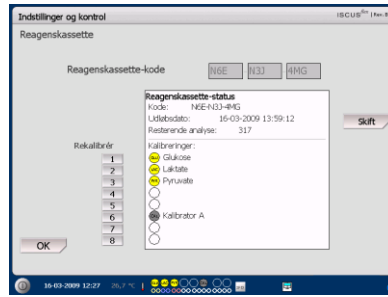 Indstillinger og kontrol
ISCUS
Reagenskassette
Reagenskassette-kode N6E N3J 4MG
Reagenskassette-status
Kode: N6E-N3J-4MG
Udløbsdato: 16-03-2009 13:59:12
Resterende analyse: 317
Skift
Rekalibrér
Kalibreringer:
1 Glukose
2 Laktate
3 Pyruvate
4
5
6 Kalibrator A
7
8
OK
16-03-2009 12:27 26,7 °C